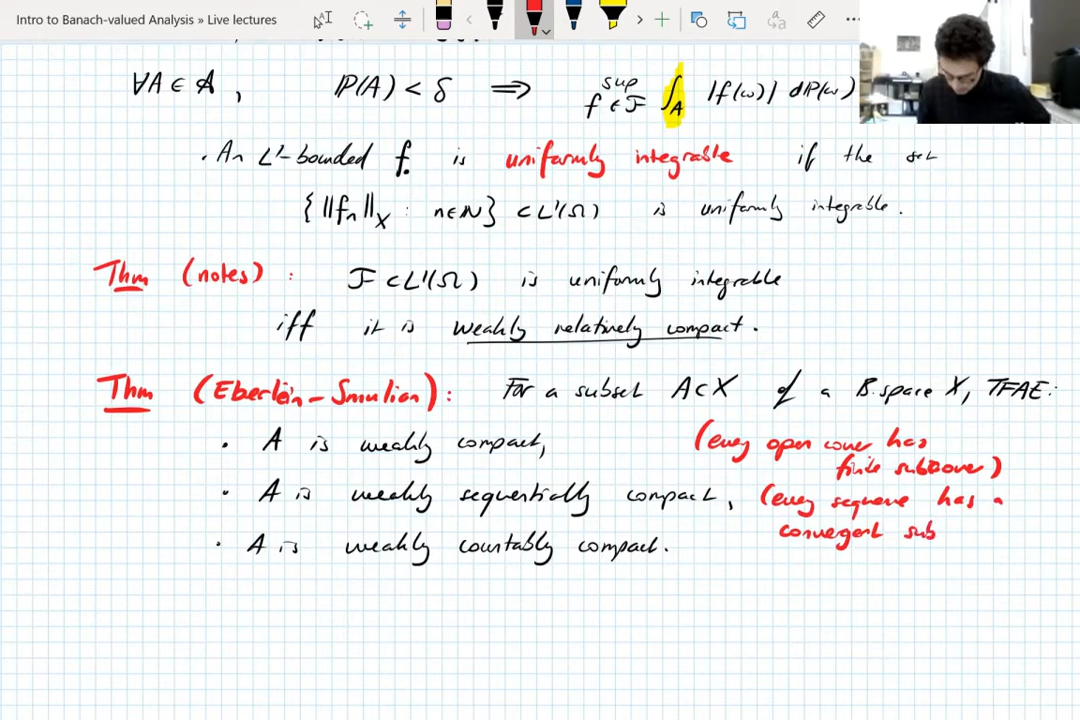 Intro to Banach-valued Analysis » Live lectures
∀A ∈ 𝒜, ℙ(A) < δ ⟹ sup f ∈ ℱ ∫_A |f(ω)| dℙ(ω)
· An L¹-bounded f. is uniformly integrable if the set
{‖fₙ‖_X : n∈ℕ} ⊂ L¹(Ω) is uniformly integrable.
Thm (notes) : ℱ ⊂ L¹(Ω) is uniformly integrable
iff it is weakly relatively compact.
Thm (Eberlein - Smulian) : For a subset A ⊂ X of a B. space X, TFAE:
· A is weakly compact, (every open cover has
finite subcover)
· A is weakly sequentially compact, (every sequence has a
convergent sub
· A is weakly countably compact.